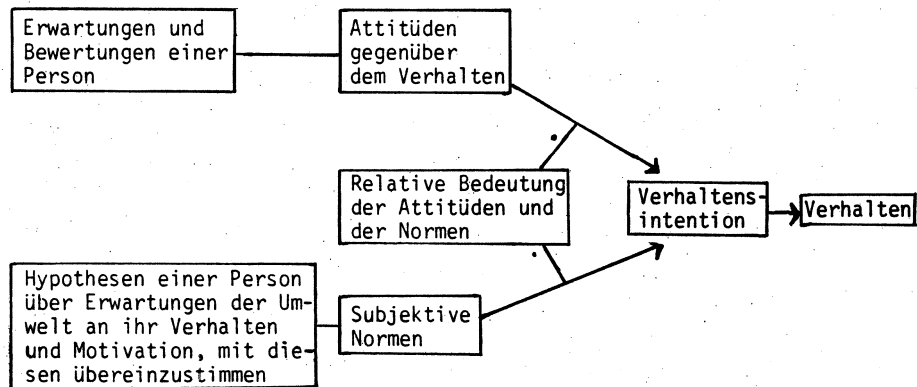 Erwartungen und
Bewertungen einer
Person
Attitüden
gegenüber
dem Verhalten
Relative Bedeutung
der Attitüden und
der Normen
Verhaltens-
intention
Verhalten
Hypothesen einer Person
über Erwartungen der Um-
welt an ihr Verhalten
und Motivation, mit die-
sen übereinzustimmen
Subjektive
Normen